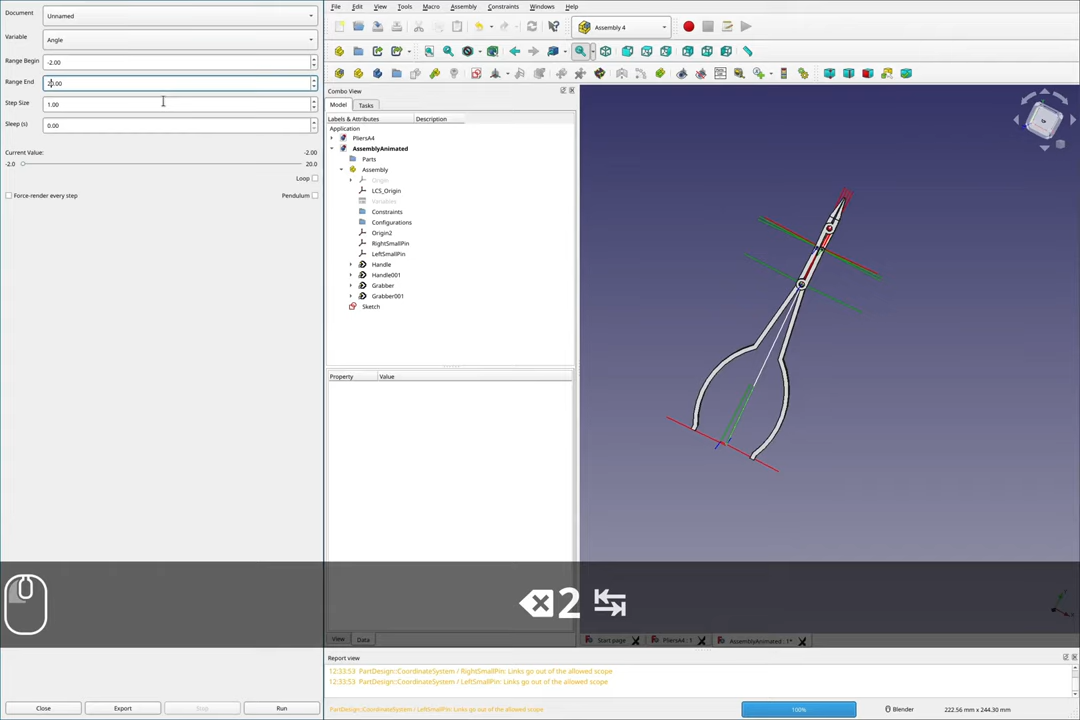 Document
Unnamed
Variable
Angle
Range Begin
-2.00
Range End
20.00
Step Size
1.00
Sleep (s)
0.00
Current Value:
-2.00
-2.0
20.0
Loop
Force-render every step
Pendulum
Close
Export
Stop
Run
File Edit View Tools Macro Assembly Constraints Windows Help
Assembly 4
Combo View
Model
Tasks
Labels & Attributes
Description
Application
PliersA4
AssemblyAnimated
Parts
Assembly
Origin
LCS_Origin
Variables
Constraints
Configurations
Origin2
RightSmallPin
LeftSmallPin
Handle
Handle001
Grabber
Grabber001
Sketch
Property
Value
2
View
Data
Start page
PliersA4 : 1
AssemblyAnimated : 1*
Report view
12:33:53 PartDesign::CoordinateSystem / RightSmallPin: Links go out of the allowed scope
12:33:53 PartDesign::CoordinateSystem / LeftSmallPin: Links go out of the allowed scope
PartDesign::CoordinateSystem / LeftSmallPin: Links go out of the allowed scope
100%
Blender
222.56 mm x 244.30 mm